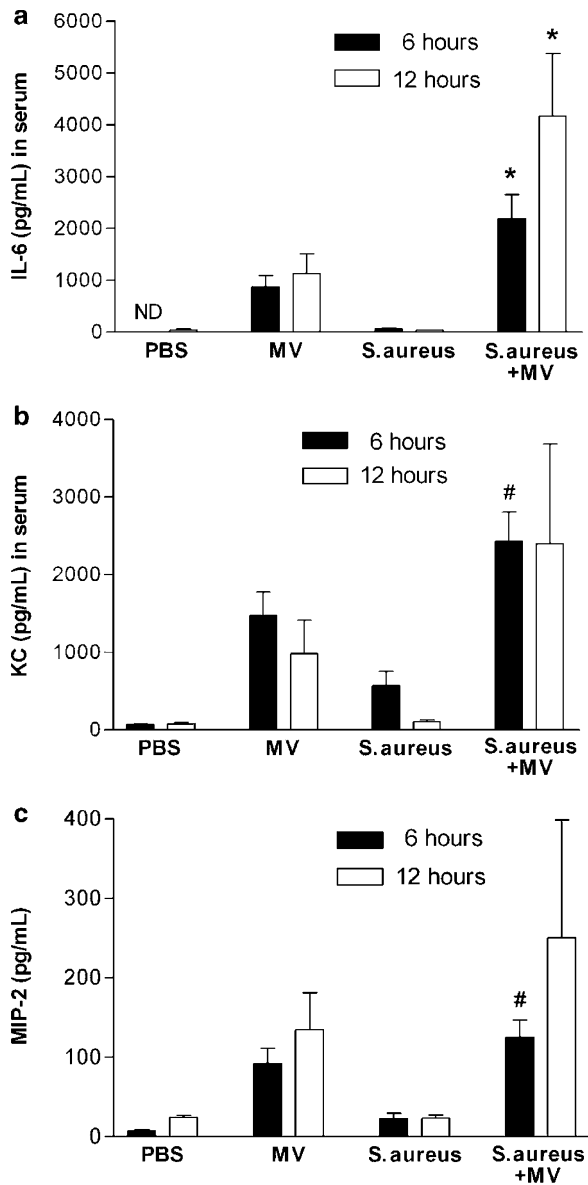 a
IL-6 (pg/mL) in serum
6000
5000
4000
3000
2000
1000
0
6 hours
12 hours
*
*
ND
PBS
MV
S.aureus
S.aureus
+MV
b
KC (pg/mL) in serum
4000
3000
2000
1000
0
6 hours
12 hours
#
PBS
MV
S.aureus
S.aureus
+MV
c
MIP-2 (pg/mL)
400
300
200
100
0
6 hours
12 hours
#
PBS
MV
S.aureus
S.aureus
+MV